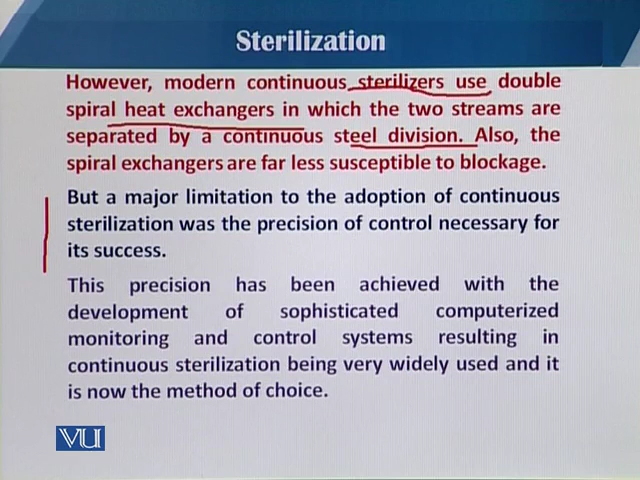 Sterilization
However, modern continuous sterilizers use double
spiral heat exchangers in which the two streams are
separated by a continuous steel division. Also, the
spiral exchangers are far less susceptible to blockage.
But a major limitation to the adoption of continuous
sterilization was the precision of control necessary for
its success.
This precision has been achieved with the
development of sophisticated computerized
monitoring and control systems resulting in
continuous sterilization being very widely used and it
is now the method of choice.
VU